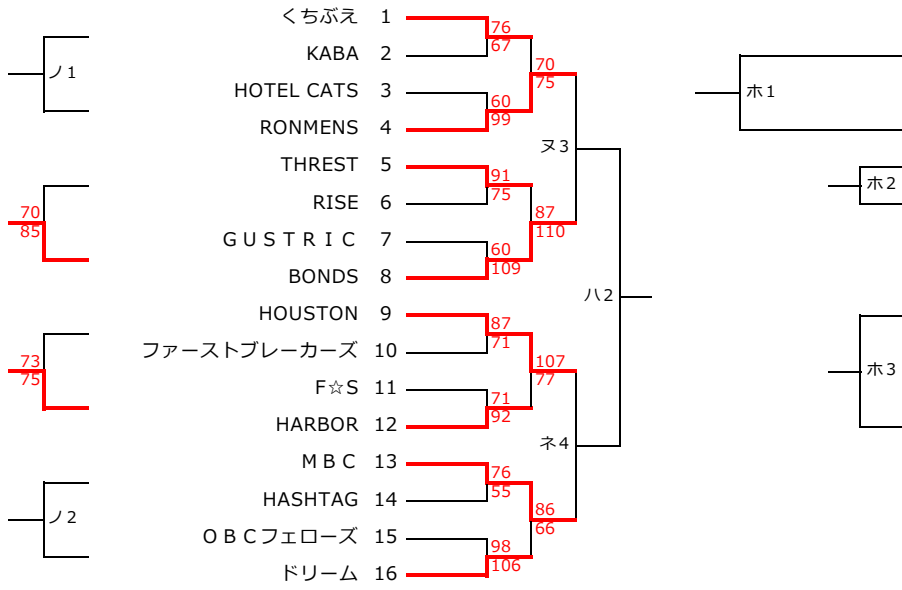 くちぶえ 1
76
67
KABA 2
70
75
ノ1
ホ1
HOTEL CATS 3
60
99
RONMENS 4
ヌ3
THREST 5
91
75
ホ2
RISE 6
70
85
87
110
ＧＵＳＴＲＩＣ 7
60
109
BONDS 8
ハ2
HOUSTON 9
87
71
ファーストブレーカーズ 10
73
75
107
77
ホ3
F☆S 11
71
92
HARBOR 12
ネ4
ＭＢＣ 13
76
55
HASHTAG 14
ノ2
86
66
ＯＢＣフェローズ 15
98
106
ドリーム 16